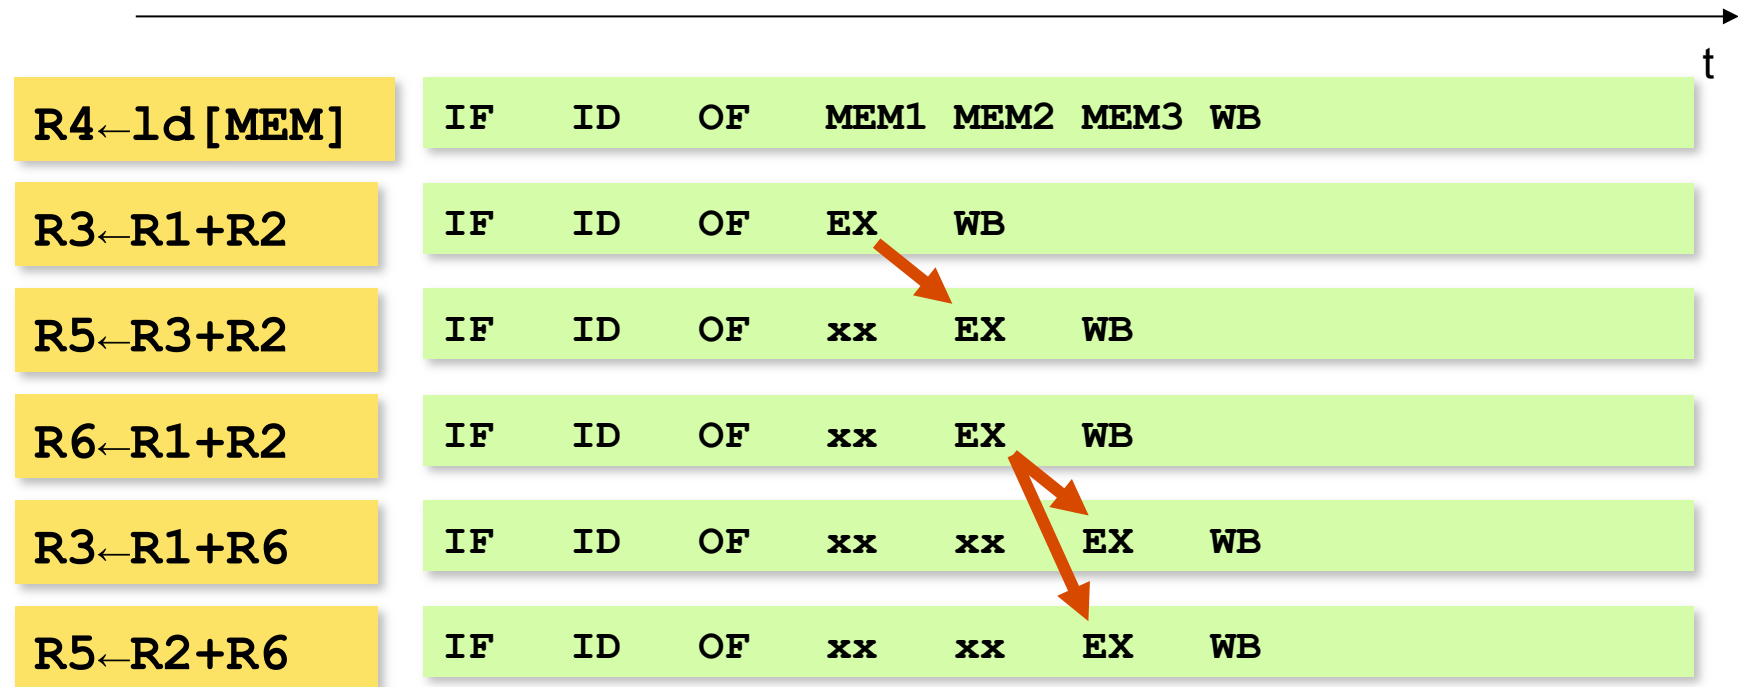 t
R4←ld[MEM] IF ID OF MEM1 MEM2 MEM3 WB
R3←R1+R2 IF ID OF EX WB
R5←R3+R2 IF ID OF xx EX WB
R6←R1+R2 IF ID OF xx EX WB
R3←R1+R6 IF ID OF xx xx EX WB
R5←R2+R6 IF ID OF xx xx EX WB